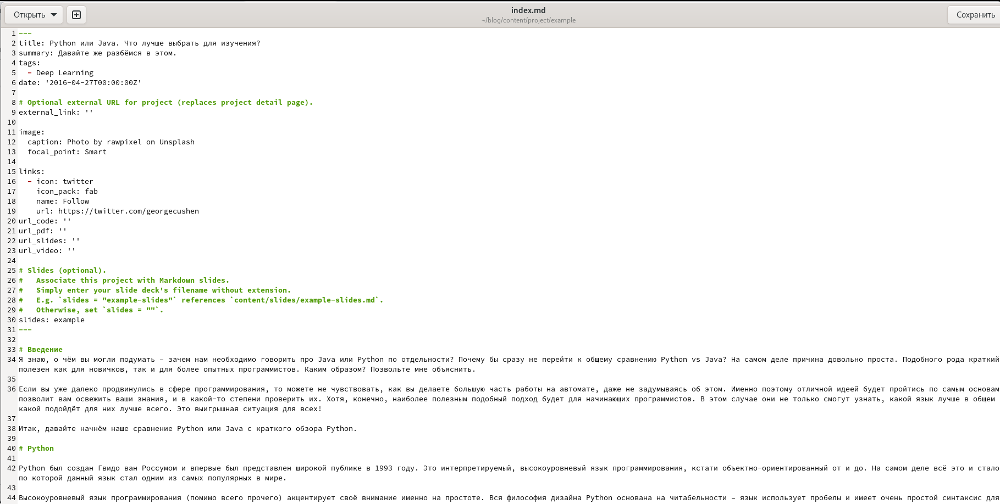 Открыть
index.md
~/blog/content/project/example
Сохранить
1 ---
2 title: Python или Java. Что лучше выбрать для изучения?
3 summary: Давайте же разбёмся в этом.
4 tags:
5   - Deep Learning
6 date: '2016-04-27T00:00:00Z'
7
8 # Optional external URL for project (replaces project detail page).
9 external_link: ''
10
11 image:
12   caption: Photo by rawpixel on Unsplash
13   focal_point: Smart
14
15 links:
16   - icon: twitter
17     icon_pack: fab
18     name: Follow
19     url: https://twitter.com/georgecushen
20 url_code: ''
21 url_pdf: ''
22 url_slides: ''
23 url_video: ''
24
25 # Slides (optional).
26 #   Associate this project with Markdown slides.
27 #   Simply enter your slide deck's filename without extension.
28 #   E.g. `slides = "example-slides"` references `content/slides/example-slides.md`.
29 #   Otherwise, set `slides = ""`.
30 slides: example
31 ---
32
33 # Введение
34 Я знаю, о чём вы могли подумать – зачем нам необходимо говорить про Java или Python по отдельности? Почему бы сразу не перейти к общему сравнению Python vs Java? На самом деле причина довольно проста. Подобного рода краткий
полезен как для новичков, так и для более опытных программистов. Каким образом? Позвольте мне объяснить.
35
36 Если вы уже далеко продвинулись в сфере программирования, то можете не чувствовать, как вы делаете большую часть работы на автомате, даже не задумываясь об этом. Именно поэтому отличной идеей будет пройтись по самым основам
позволит вам освежить ваши знания, и в какой-то степени проверить их. Хотя, конечно, наиболее полезным подобный подход будет для начинающих программистов. В этом случае они не только смогут узнать, какой язык лучше в общем
какой подойдёт для них лучше всего. Это выигрышная ситуация для всех!
37
38 Итак, давайте начнём наше сравнение Python или Java с краткого обзора Python.
39
40 # Python
41
42 Python был создан Гвидо ван Россумом и впервые был представлен широкой публике в 1993 году. Это интерпретируемый, высокоуровневый язык программирования, кстати объектно-ориентированный от и до. На самом деле всё это и стало
по которой данный язык стал одним из самых популярных в мире.
43
44 Высокоуровневый язык программирования (помимо всего прочего) акцентирует своё внимание именно на простоте. Вся философия дизайна Python основана на читабельности – язык использует пробелы и имеет очень простой синтаксис для